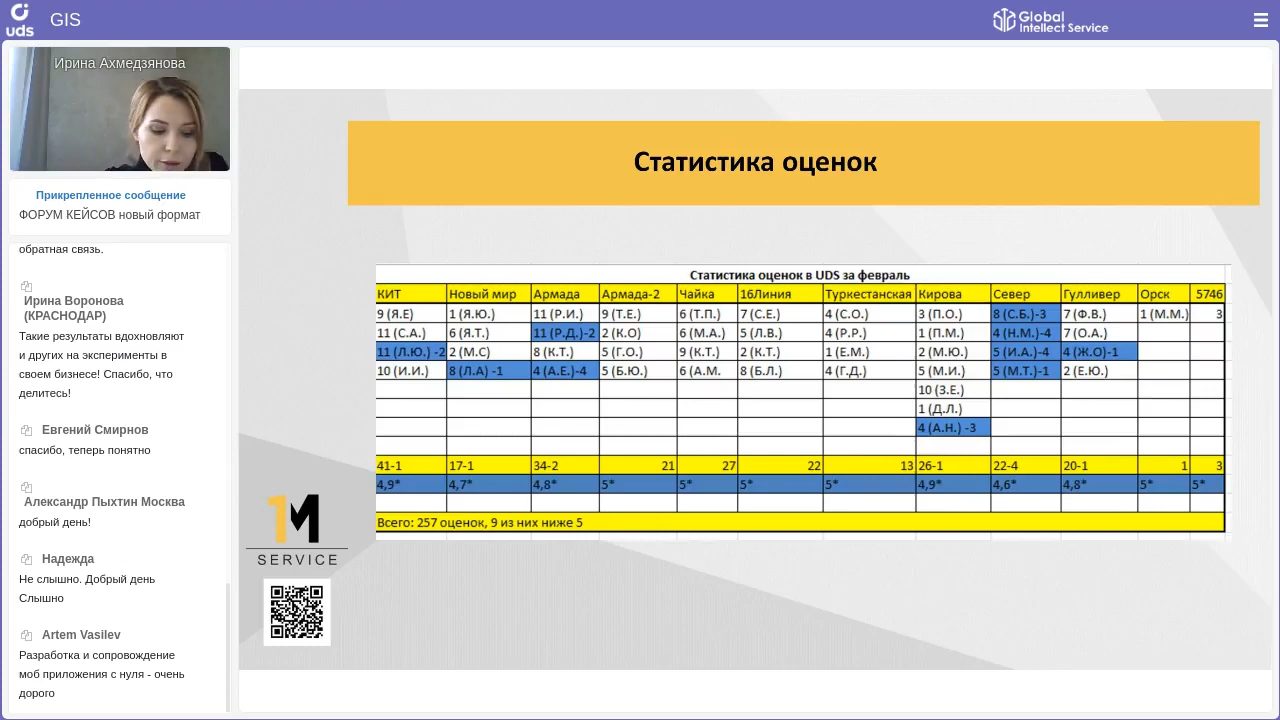 uds
GIS
Global
Intellect Service
Ирина Ахмедзянова
Прикрепленное сообщение
ФОРУМ КЕЙСОВ новый формат
обратная связь.
Ирина Воронова
(КРАСНОДАР)
Такие результаты вдохновляют
и других на эксперименты в
своем бизнесе! Спасибо, что
делитесь!
Евгений Смирнов
спасибо, теперь понятно
Александр Пыхтин Москва
добрый день!
Надежда
Не слышно. Добрый день
Слышно
Artem Vasilev
Разработка и сопровождение
моб приложения с нуля - очень
дорого
Статистика оценок
Статистика оценок в UDS за февраль
КИТ Новый мир Армада Армада-2 Чайка 16Линия Туркестанская Кирова Север Гулливер Орск 5746
9 (Я.Е) 1 (Я.Ю.) 11 (Р.И.) 9 (Т.Е.) 6 (Т.П.) 7 (С.Е.) 4 (С.О.) 3 (П.О.) 8 (С.Б.)-3 7 (Ф.В.) 1 (М.М.) 3
11 (С.А.) 6 (Я.Т.) 11 (Р.Д.)-2 2 (К.О) 6 (М.А.) 5 (Л.В.) 4 (Р.Р.) 1 (П.М.) 4 (Н.М.)-4 7 (О.А.)
11 (Л.Ю.) -2 2 (М.С) 8 (К.Т.) 5 (Г.О.) 9 (К.Т.) 2 (К.Т.) 1 (Е.М.) 2 (М.Ю.) 5 (И.А.)-4 4 (Ж.О)-1
10 (И.И.) 8 (Л.А) -1 4 (А.Е.)-4 5 (Б.Ю.) 6 (А.М. 8 (Б.Л.) 4 (Г.Д.) 5 (М.И.) 5 (М.Т.)-1 2 (Е.Ю.)
10 (З.Е.)
1 (Д.Л.)
4 (А.Н.) -3
41-1 17-1 34-2 21 27 22 13 26-1 22-4 20-1 1 3
4,9* 4,7* 4,8* 5* 5* 5* 5* 4,9* 4,6* 4,8* 5* 5*
Всего: 257 оценок, 9 из них ниже 5
1M
SERVICE